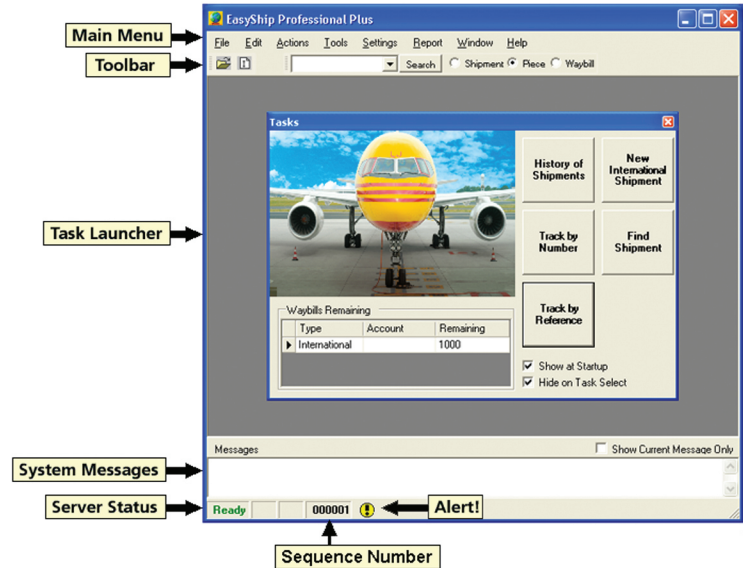 EasyShip Professional Plus
Main Menu
File Edit Actions Tools Settings Report Window Help
Toolbar
Search Shipment Piece Waybill
Tasks
History of Shipments
New International Shipment
Task Launcher
Track by Number
Find Shipment
Track by Reference
Waybills Remaining
Type Account Remaining
International 1000
Show at Startup
Hide on Task Select
Messages
Show Current Message Only
System Messages
Server Status
Ready 000001
Alert!
Sequence Number